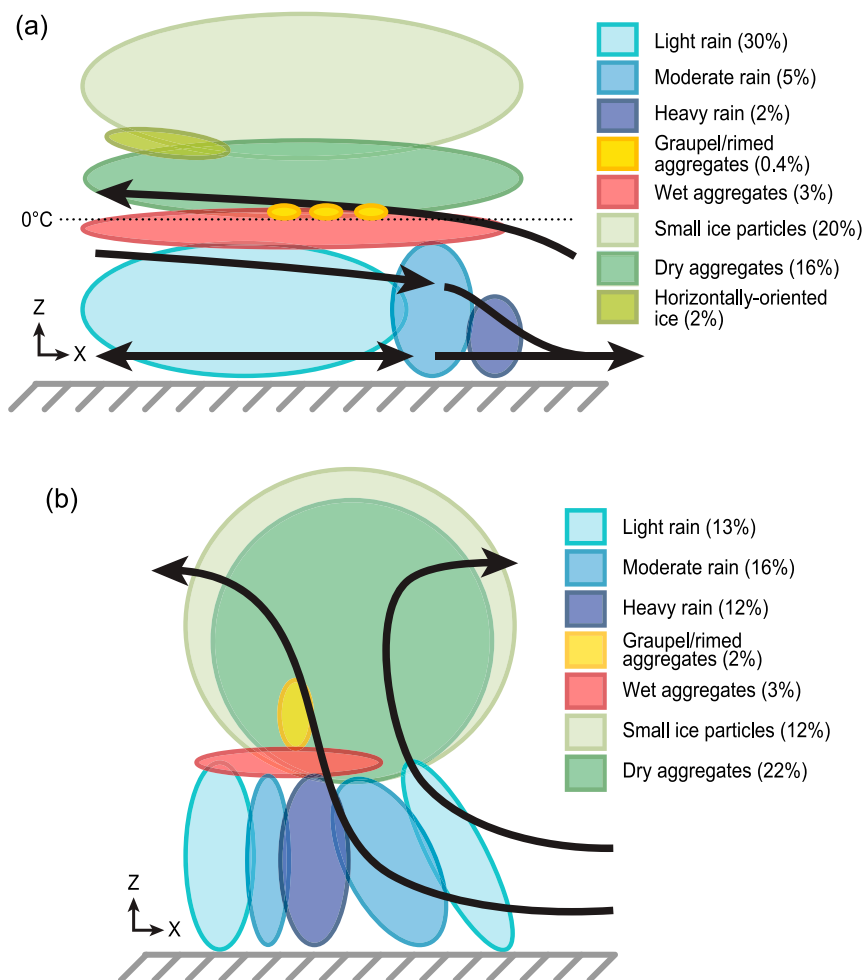 (a)
Light rain (30%)
Moderate rain (5%)
Heavy rain (2%)
Graupel/rimed
aggregates (0.4%)
Wet aggregates (3%)
Small ice particles (20%)
Dry aggregates (16%)
Horizontally-oriented
ice (2%)
0°C
Z
X
(b)
Light rain (13%)
Moderate rain (16%)
Heavy rain (12%)
Graupel/rimed
aggregates (2%)
Wet aggregates (3%)
Small ice particles (12%)
Dry aggregates (22%)
Z
X